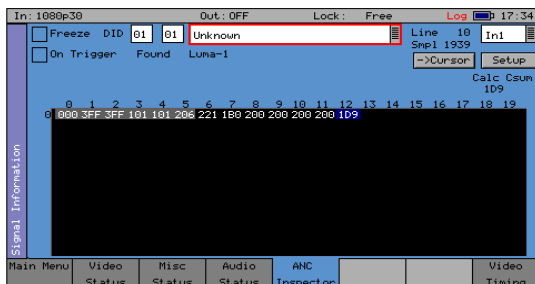 In: 1080p30 Out: OFF Lock: Free Log 17:34
Freeze DID 01 01 Unknown Line 10 In1
Smpl 1939
On Trigger Found Luma-1 ->Cursor Setup
Calc Csum
1D9
0 1 2 3 4 5 6 7 8 9 10 11 12 13 14 15 16 17 18 19
0 000 3FF 3FF 101 101 206 221 1B0 200 200 200 200 1D9
Signal Information
Main Menu Video Status Misc Status Audio Status ANC Inspector Video Timing